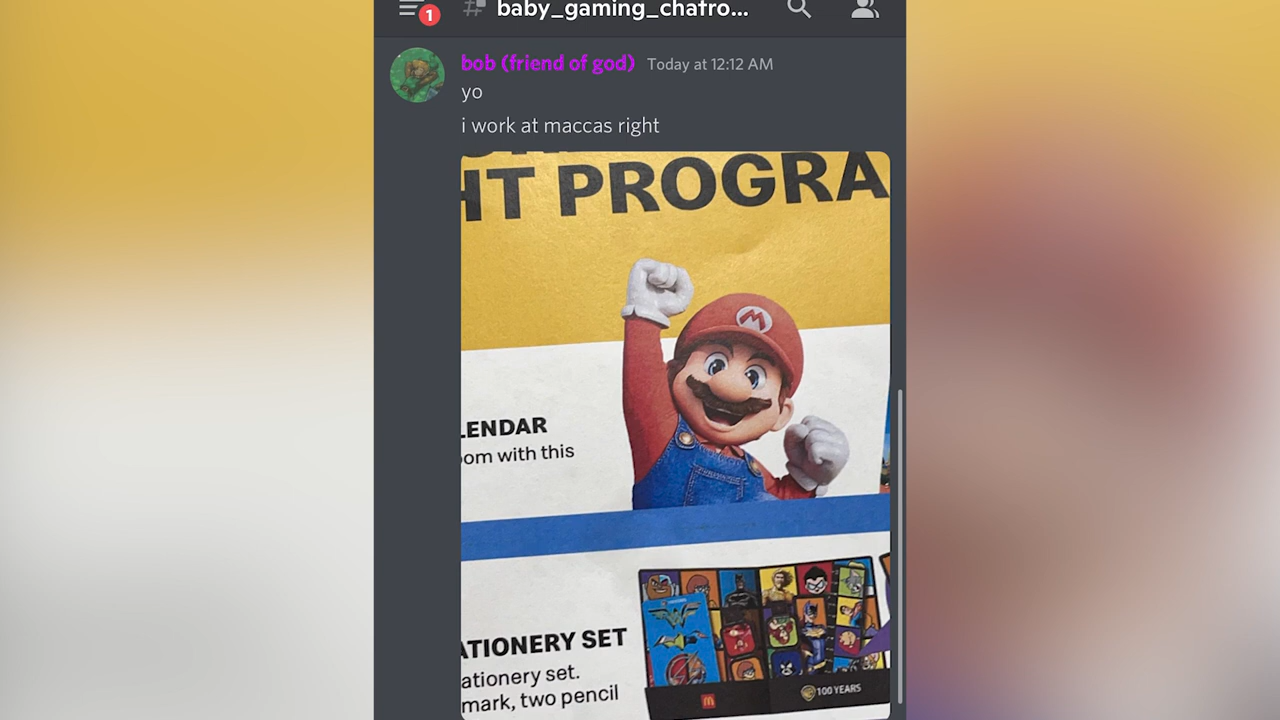 1
baby_gaming_chatro...
bob (friend of god) Today at 12:12 AM
yo
i work at maccas right
HT PROGRA
M
LENDAR
om with this
ATIONERY SET
ationery set.
mark, two pencil
100 YEARS